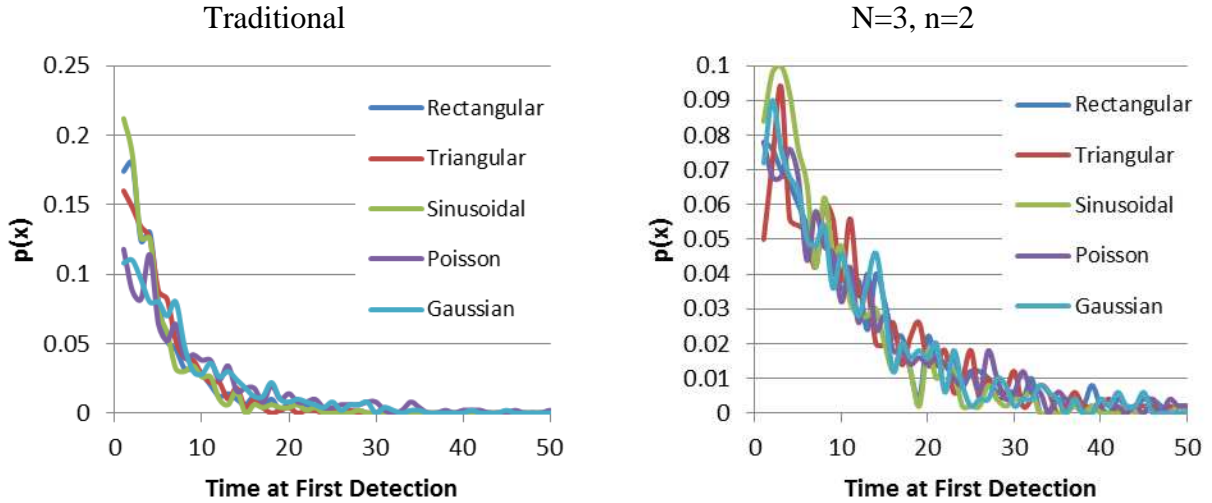 Traditional
0.25
0.2
0.15
0.1
0.05
0
p(x)
0 10 20 30 40 50
Time at First Detection
Rectangular
Triangular
Sinusoidal
Poisson
Gaussian
N=3, n=2
0.1
0.09
0.08
0.07
0.06
0.05
0.04
0.03
0.02
0.01
0
p(x)
0 10 20 30 40 50
Time at First Detection
Rectangular
Triangular
Sinusoidal
Poisson
Gaussian